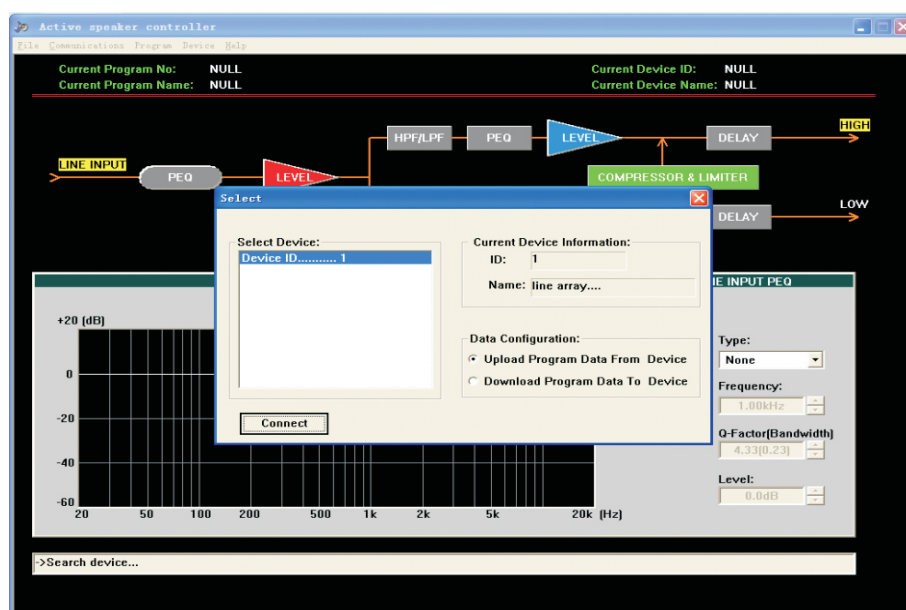 Active speaker controller
File Communications Program Device Help
Current Program No: NULL
Current Program Name: NULL
Current Device ID: NULL
Current Device Name: NULL
LINE INPUT
PEQ
LEVEL
HPF/LPF
PEQ
LEVEL
DELAY
HIGH
COMPRESSOR & LIMITER
DELAY
LOW
Select
Select Device:
Device ID........... 1
Current Device Information:
ID: 1
Name: line array....
Data Configuration:
Upload Program Data From Device
Download Program Data To Device
Connect
E INPUT PEQ
+20 (dB)
0
-20
-40
-60
20 50 100 200 500 1k 2k 5k 20k (Hz)
Type:
None
Frequency:
1.00kHz
Q-Factor(Bandwidth)
4.33(0.23)
Level:
0.0dB
->Search device...